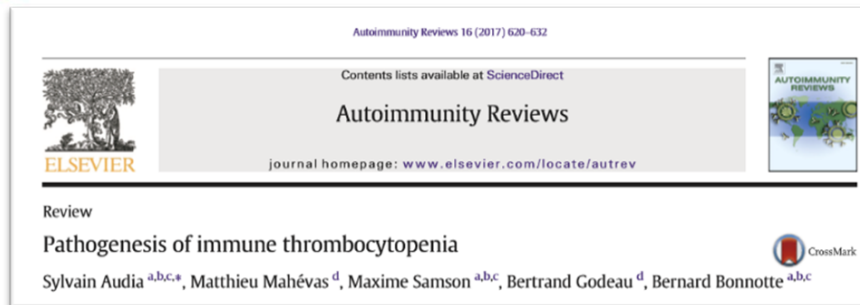 Autoimmunity Reviews 16 (2017) 620–632
Contents lists available at ScienceDirect
Autoimmunity Reviews
journal homepage: www.elsevier.com/locate/autrev
ELSEVIER
AUTOIMMUNITY
REVIEWS
Review
Pathogenesis of immune thrombocytopenia
CrossMark
Sylvain Audia a,b,c,*, Matthieu Mahévas d, Maxime Samson a,b,c, Bertrand Godeau d, Bernard Bonnotte a,b,c